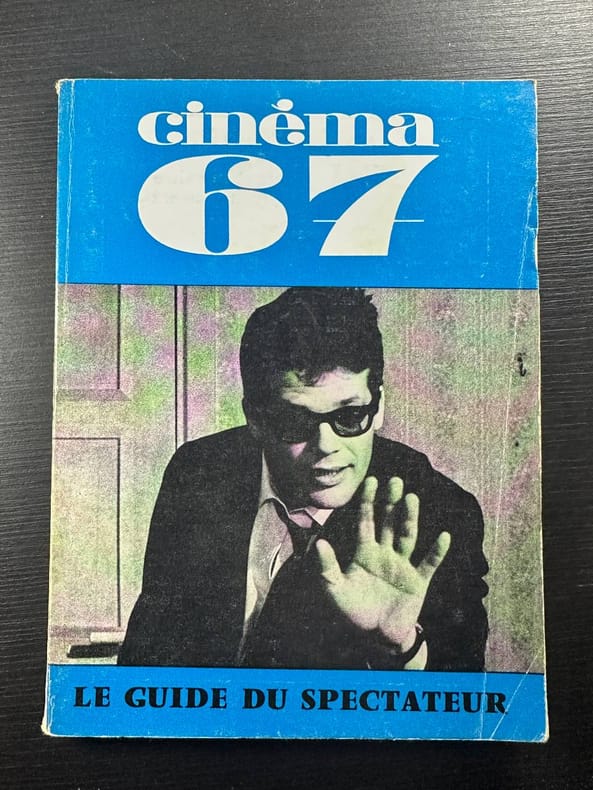 cinéma
67
LE GUIDE DU SPECTATEUR